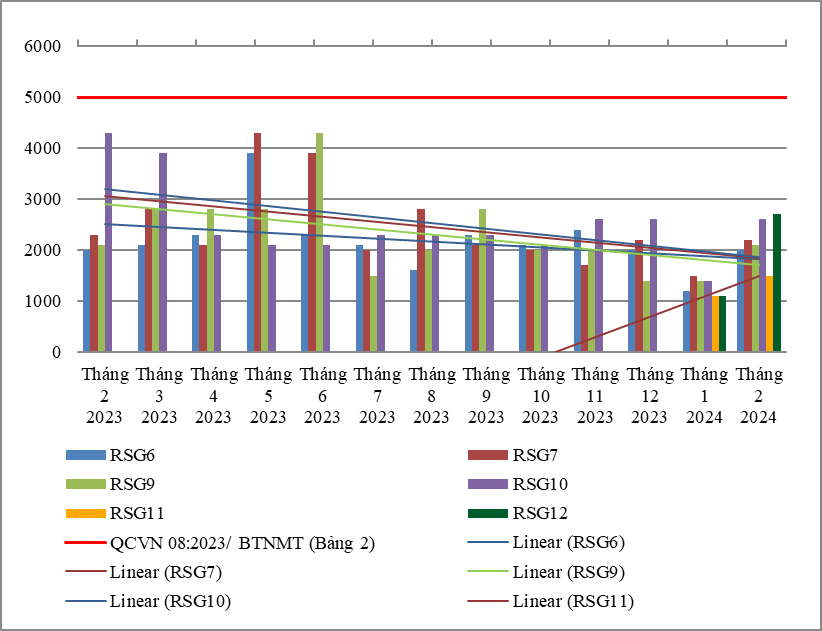 6000
5000
4000
3000
2000
1000
0
Tháng Tháng Tháng Tháng Tháng Tháng Tháng Tháng Tháng Tháng Tháng Tháng Tháng
2 3 4 5 6 7 8 9 10 11 12 1 2
2023 2023 2023 2023 2023 2023 2023 2023 2023 2023 2023 2024 2024
RSG6 RSG7
RSG9 RSG10
RSG11 RSG12
QCVN 08:2023/ BTNMT (Bảng 2) Linear (RSG6)
Linear (RSG7) Linear (RSG9)
Linear (RSG10) Linear (RSG11)